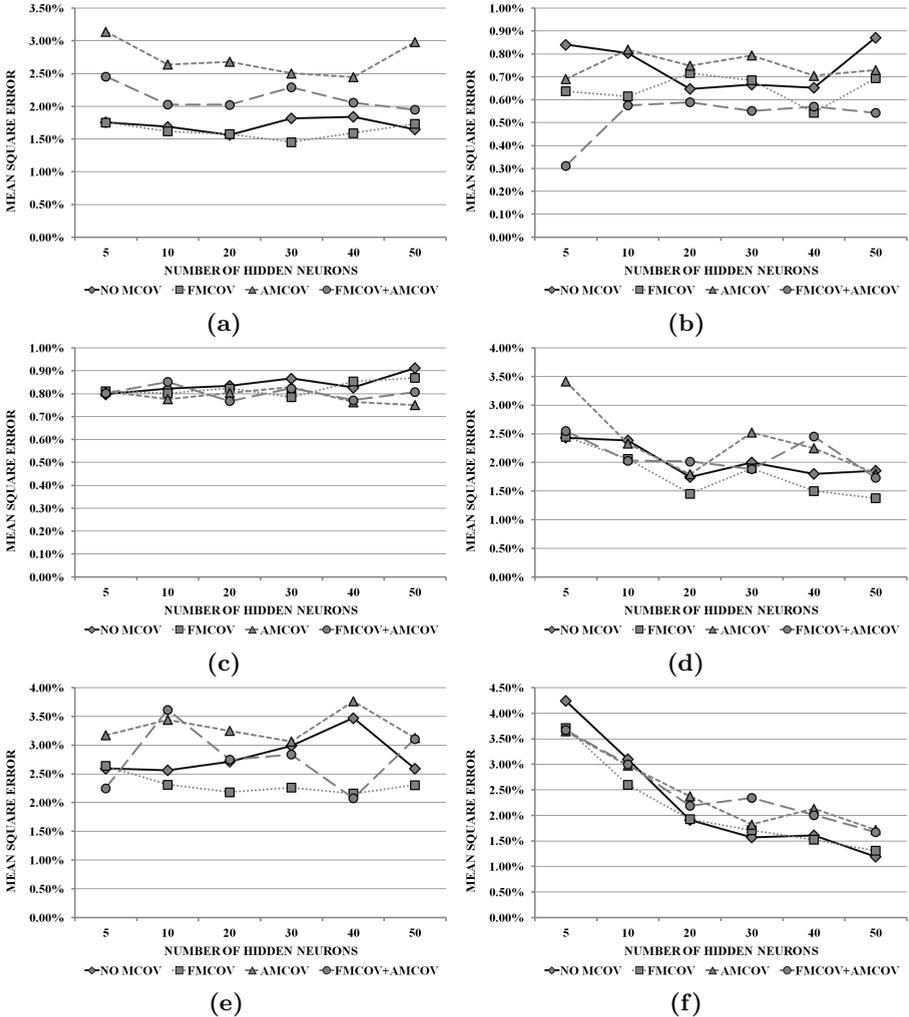 3.50%
3.00%
2.50%
2.00%
1.50%
1.00%
0.50%
0.00%
MEAN SQUARE ERROR
5 10 20 30 40 50
NUMBER OF HIDDEN NEURONS
NO MCOV FMCOV AMCOV FMCOV+AMCOV
(a)
1.00%
0.90%
0.80%
0.70%
0.60%
0.50%
0.40%
0.30%
0.20%
0.10%
0.00%
MEAN SQUARE ERROR
5 10 20 30 40 50
NUMBER OF HIDDEN NEURONS
NO MCOV FMCOV AMCOV FMCOV+AMCOV
(b)
1.00%
0.90%
0.80%
0.70%
0.60%
0.50%
0.40%
0.30%
0.20%
0.10%
0.00%
MEAN SQUARE ERROR
5 10 20 30 40 50
NUMBER OF HIDDEN NEURONS
NO MCOV FMCOV AMCOV FMCOV+AMCOV
(c)
4.00%
3.50%
3.00%
2.50%
2.00%
1.50%
1.00%
0.50%
0.00%
MEAN SQUARE ERROR
5 10 20 30 40 50
NUMBER OF HIDDEN NEURONS
NO MCOV FMCOV AMCOV FMCOV+AMCOV
(d)
4.00%
3.50%
3.00%
2.50%
2.00%
1.50%
1.00%
0.50%
0.00%
MEAN SQUARE ERROR
5 10 20 30 40 50
NUMBER OF HIDDEN NEURONS
NO MCOV FMCOV AMCOV FMCOV+AMCOV
(e)
4.50%
4.00%
3.50%
3.00%
2.50%
2.00%
1.50%
1.00%
0.50%
0.00%
MEAN SQUARE ERROR
5 10 20 30 40 50
NUMBER OF HIDDEN NEURONS
NO MCOV FMCOV AMCOV FMCOV+AMCOV
(f)